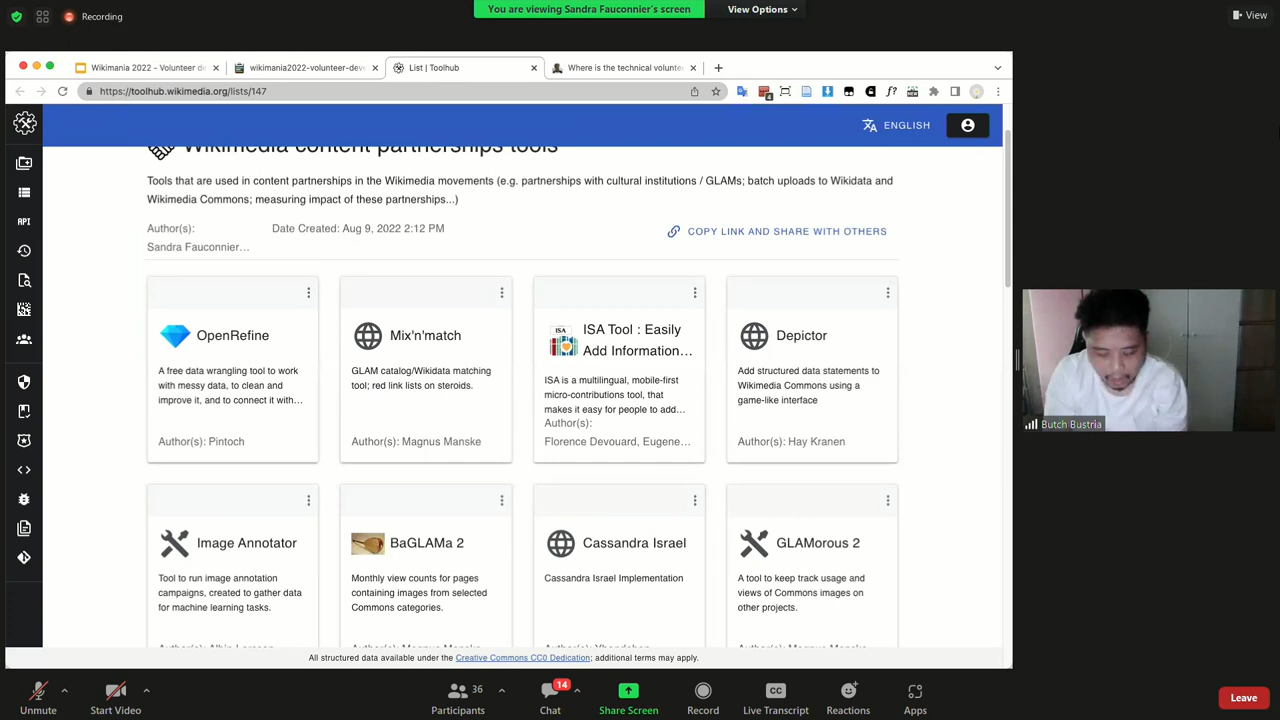 You are viewing Sandra Fauconnier's screen
View Options
Recording
View
Wikimania 2022 - Volunteer de
wikimania2022-volunteer-deve
List | Toolhub
Where is the technical volunte
https://toolhub.wikimedia.org/lists/147
ENGLISH
API
Wikimedia content partnerships tools
Tools that are used in content partnerships in the Wikimedia movements (e.g. partnerships with cultural institutions / GLAMs; batch uploads to Wikidata and
Wikimedia Commons; measuring impact of these partnerships...)
Author(s):
Sandra Fauconnier…
Date Created: Aug 9, 2022 2:12 PM
COPY LINK AND SHARE WITH OTHERS
OpenRefine
A free data wrangling tool to work
with messy data, to clean and
improve it, and to connect it with…
Author(s): Pintoch
Mix'n'match
GLAM catalog/Wikidata matching
tool; red link lists on steroids.
Author(s): Magnus Manske
ISA
ISA Tool : Easily
Add Information…
ISA is a multilingual, mobile-first
micro-contributions tool, that
makes it easy for people to add…
Author(s):
Florence Devouard, Eugene…
Depictor
Add structured data statements to
Wikimedia Commons using a
game-like interface
Author(s): Hay Kranen
Butch Bustria
Image Annotator
Tool to run image annotation
campaigns, created to gather data
for machine learning tasks.
BaGLAMa 2
Monthly view counts for pages
containing images from selected
Commons categories.
Cassandra Israel
Cassandra Israel Implementation
GLAMorous 2
A tool to keep track usage and
views of Commons images on
other projects.
All structured data available under the Creative Commons CC0 Dedication; additional terms may apply.
Unmute
Start Video
36
Participants
14
Chat
Share Screen
Record
CC
Live Transcript
Reactions
Apps
Leave